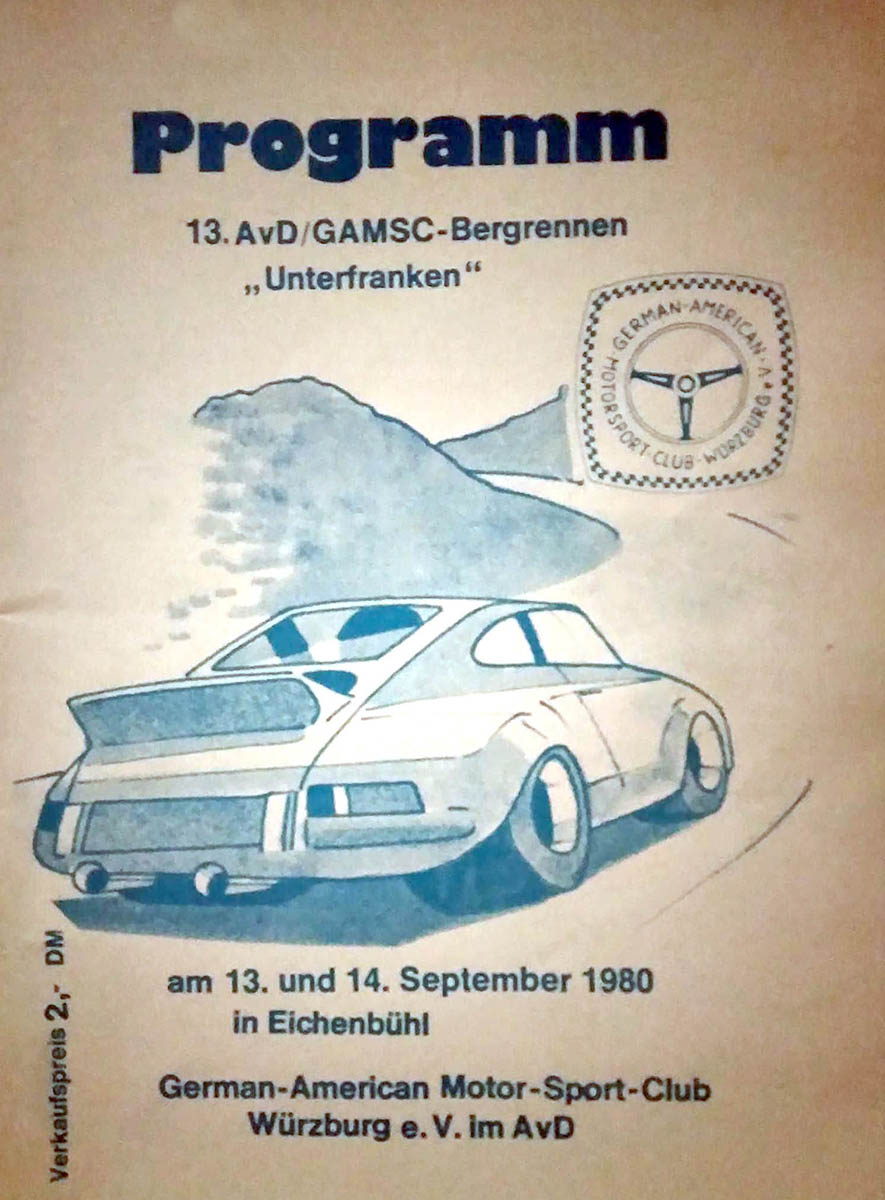 Programm
13. AvD/GAMSC-Bergrennen
„Unterfranken“
GERMAN-AMERICAN
MOTORSPORT-CLUB-WÜRZBURG e.V.
am 13. und 14. September 1980
in Eichenbühl
German-American Motor-Sport-Club
Würzburg e. V. im AvD
Verkaufspreis 2,- DM